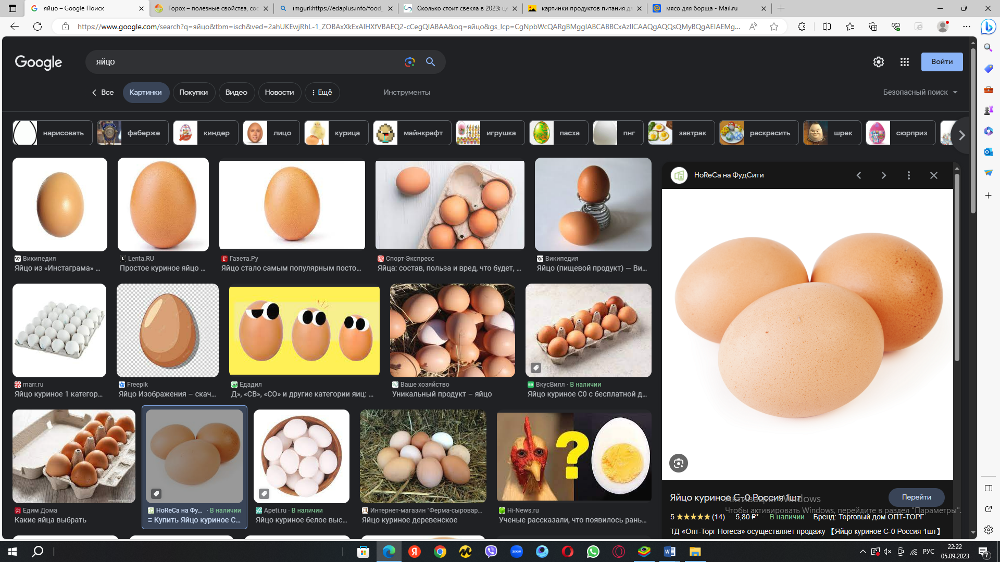 яйцо – Google Поиск
Горох – полезные свойства, сос
imgurl:https://edaplus.info/food_
Сколько стоит свекла в 2023: це
картинки продуктов питания дл
мясо для борща - Mail.ru
Google
яйцо
Войти
Все
Картинки
Покупки
Видео
Новости
Ещё
Инструменты
Безопасный поиск
нарисовать
фаберже
киндер
лицо
курица
майнкрафт
игрушка
пасха
пнг
завтрак
раскрасить
шрек
сюрприз
HoReCa на ФудСити
Википедия
Яйцо из «Инстаграма» ...
Lenta.RU
Простое куриное яйцо ...
Газета.Ру
Яйцо стало самым популярным посто...
Спорт-Экспресс
Яйца: состав, польза и вред, что будет, ...
Википедия
Яйцо (пищевой продукт) — Ви...
marr.ru
Яйцо куриное 1 категор...
Freepik
Яйцо Изображения – скач...
Едадил
Д», «СВ», «СО» и другие категории яиц: ...
Ваше хозяйство
Уникальный продукт – яйцо
ВкусВилл · В наличии
Яйцо куриное С0 с бесплатной д...
Едим Дома
Какие яйца выбрать
HoReCa на Фу... · В наличии
Купить Яйцо куриное С...
Apeti.ru · В наличии
Яйцо куриное белое выс...
Интернет-магазин "Ферма-сыровар...
Яйцо куриное деревенское
Hi-News.ru
Ученые рассказали, что появилось рань...
Яйцо куриное С-0 Россия 1шт
Перейти
Активация Windows
Чтобы активировать Windows, перейдите в раздел "Параметры".
5 ★★★★★ (14) · 5,80 ₽* · В наличии · Бренд: Торговый дом ОПТ-ТОРГ
ТД «Опт-Торг Horeca» осуществляет продажу 【Яйцо куриное С-0 Россия 1шт】
zoom
РУС
22:22
05.09.2023
7